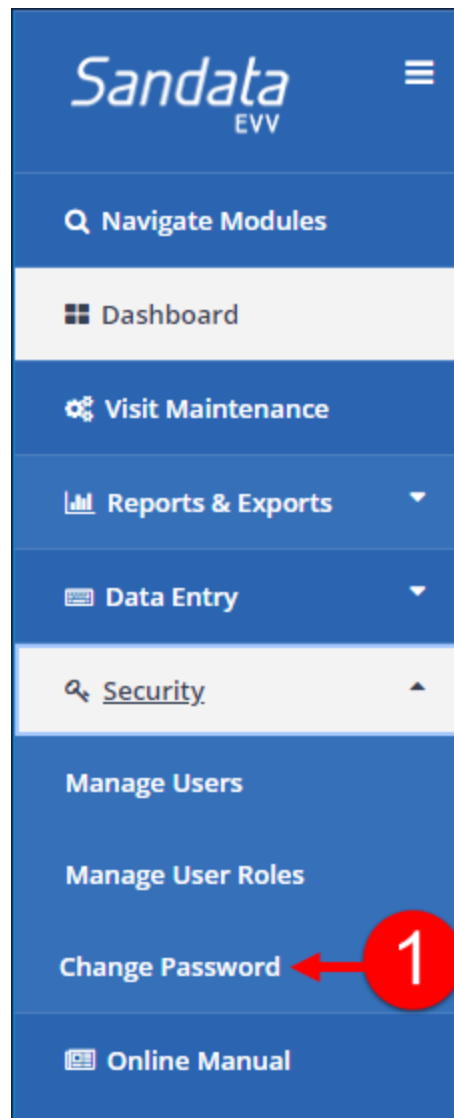 Sandata
EVV
Navigate Modules
Dashboard
Visit Maintenance
Reports & Exports
Data Entry
Security
Manage Users
Manage User Roles
Change Password 1
Online Manual